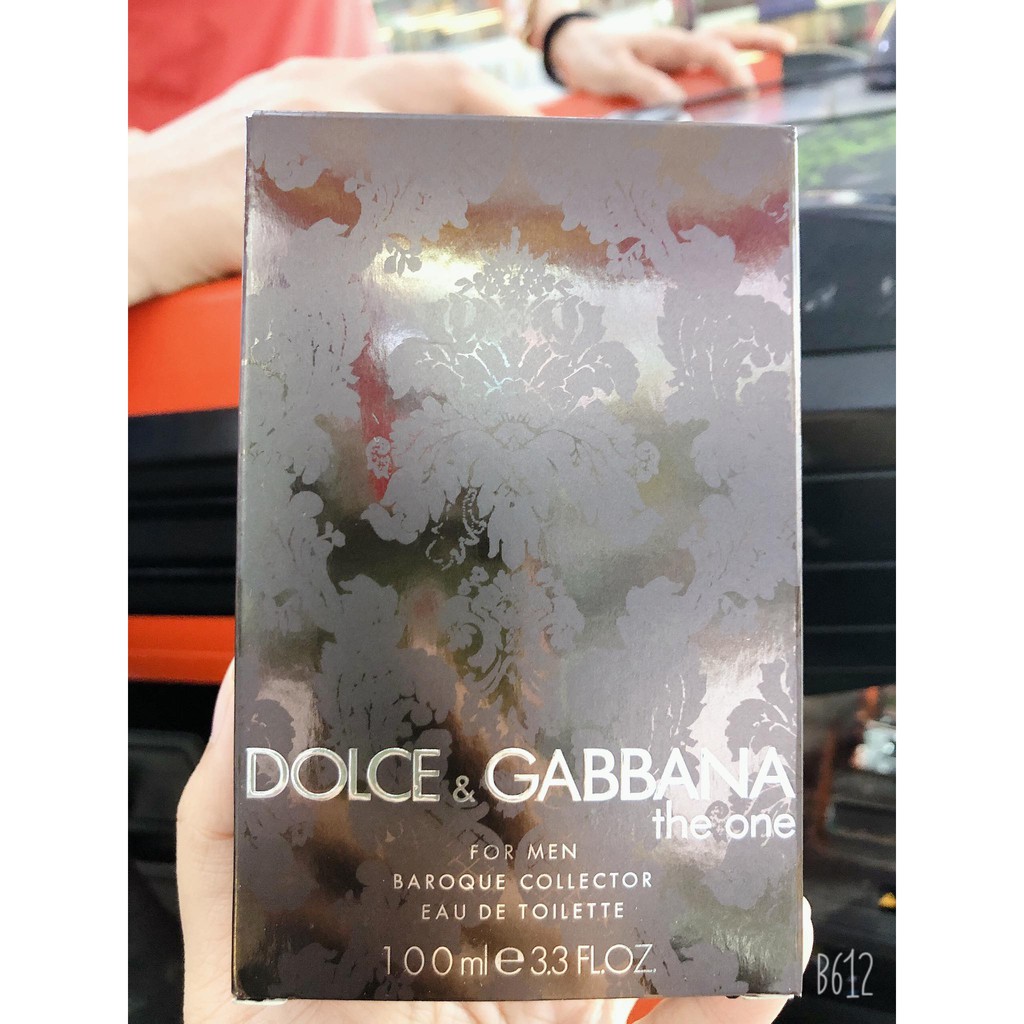 DOLCE & GABBANA
the one
FOR MEN
BAROQUE COLLECTOR
EAU DE TOILETTE
100ml e 3.3 FL.OZ.
B612